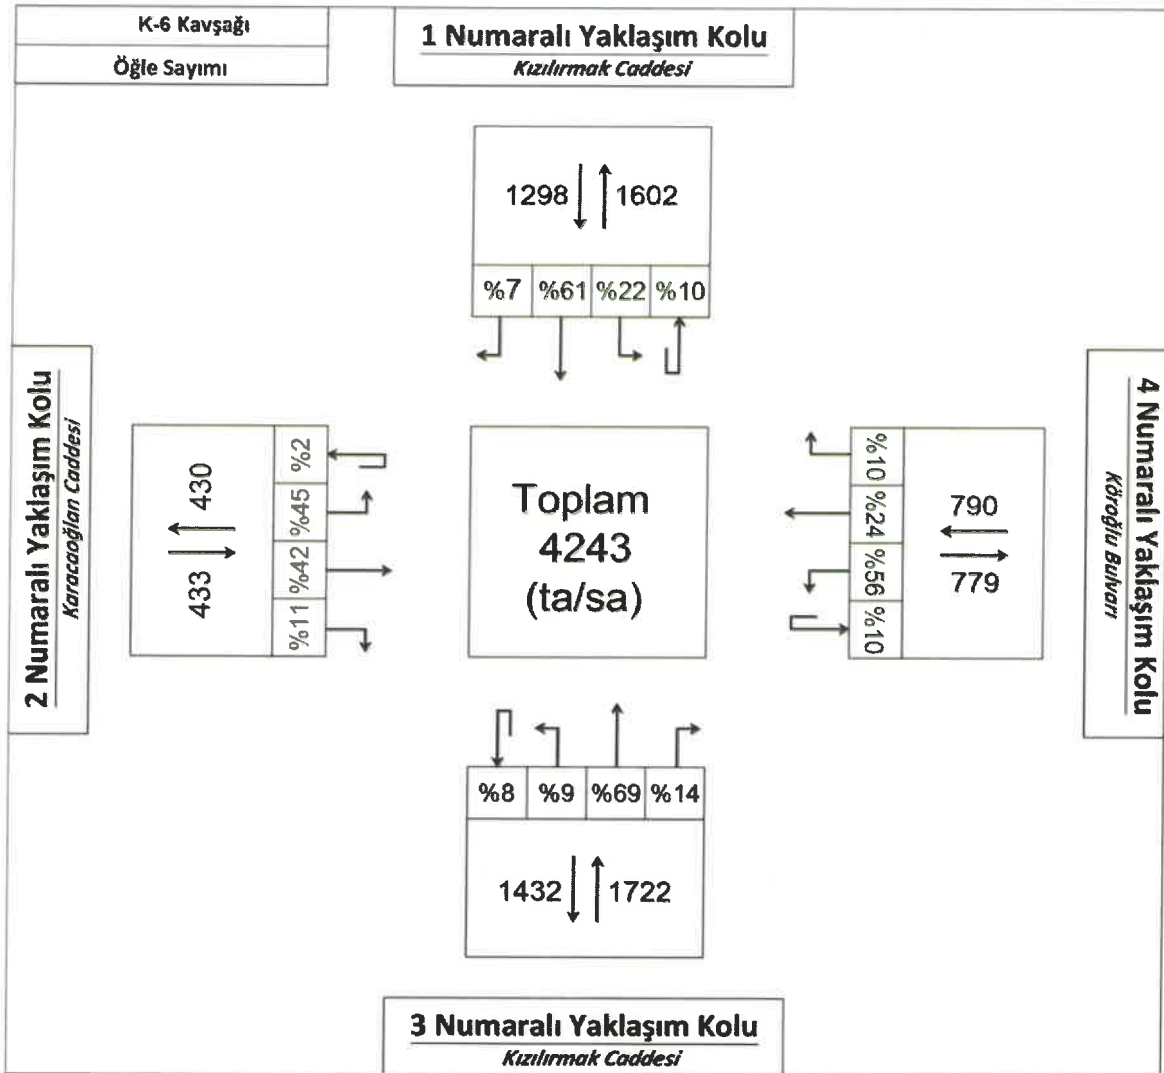 K-6 Kavşağı
Öğle Sayımı
1 Numaralı Yaklaşım Kolu
Kızılırmak Caddesi
1298 1602
%7 %61 %22 %10
2 Numaralı Yaklaşım Kolu
Karacaoğlan Caddesi
430
433
%2
%45
%42
%11
Toplam
4243
(ta/sa)
%10
%24
%56
%10
790
779
4 Numaralı Yaklaşım Kolu
Köroğlu Bulvarı
%8 %9 %69 %14
1432 1722
3 Numaralı Yaklaşım Kolu
Kızılırmak Caddesi